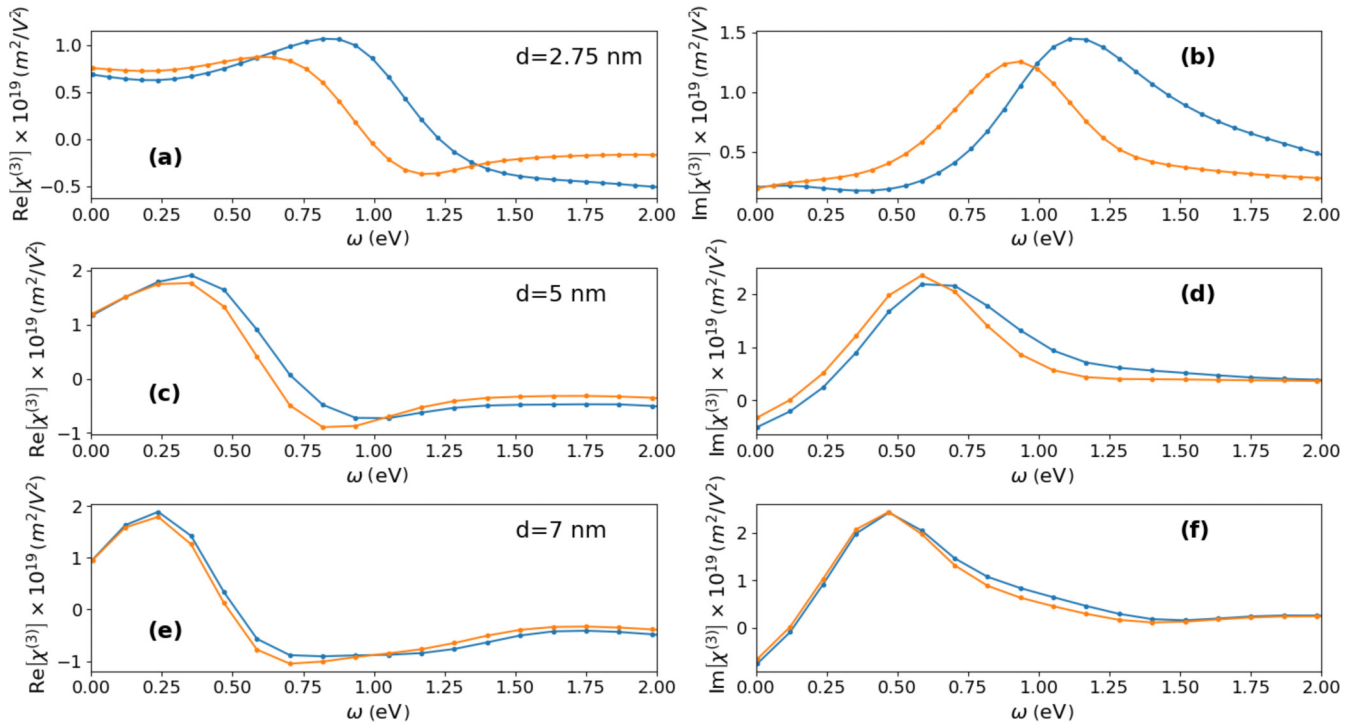 Re[χ⁽³⁾] × 10¹⁹ (m²/V²)
1.0
0.5
0.0
−0.5
d=2.75 nm
(a)
0.00 0.25 0.50 0.75 1.00 1.25 1.50 1.75 2.00
ω (eV)
Im[χ⁽³⁾] × 10¹⁹ (m²/V²)
1.5
1.0
0.5
(b)
0.00 0.25 0.50 0.75 1.00 1.25 1.50 1.75 2.00
ω (eV)
Re[χ⁽³⁾] × 10¹⁹ (m²/V²)
2
1
0
−1
d=5 nm
(c)
0.00 0.25 0.50 0.75 1.00 1.25 1.50 1.75 2.00
ω (eV)
Im[χ⁽³⁾] × 10¹⁹ (m²/V²)
2
1
0
(d)
0.00 0.25 0.50 0.75 1.00 1.25 1.50 1.75 2.00
ω (eV)
Re[χ⁽³⁾] × 10¹⁹ (m²/V²)
2
1
0
−1
d=7 nm
(e)
0.00 0.25 0.50 0.75 1.00 1.25 1.50 1.75 2.00
ω (eV)
Im[χ⁽³⁾] × 10¹⁹ (m²/V²)
2
1
0
(f)
0.00 0.25 0.50 0.75 1.00 1.25 1.50 1.75 2.00
ω (eV)